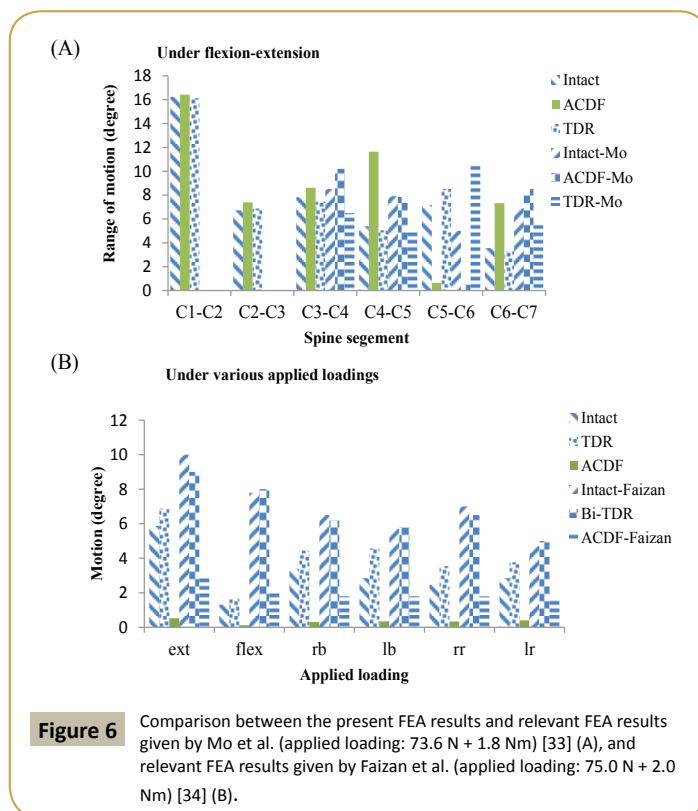 (A)
Under flexion-extension
Range of motion (degree)
18
16
14
12
10
8
6
4
2
0
C1-C2 C2-C3 C3-C4 C4-C5 C5-C6 C6-C7
Spine segement
Intact
ACDF
TDR
Intact-Mo
ACDF-Mo
TDR-Mo
(B)
Under various applied loadings
Motion (degree)
12
10
8
6
4
2
0
ext flex rb lb rr lr
Applied loading
Intact
TDR
ACDF
Intact-Faizan
Bi-TDR
ACDF-Faizan
Figure 6
Comparison between the present FEA results and relevant FEA results
given by Mo et al. (applied loading: 73.6 N + 1.8 Nm) [33] (A), and
relevant FEA results given by Faizan et al. (applied loading: 75.0 N + 2.0
Nm) [34] (B).